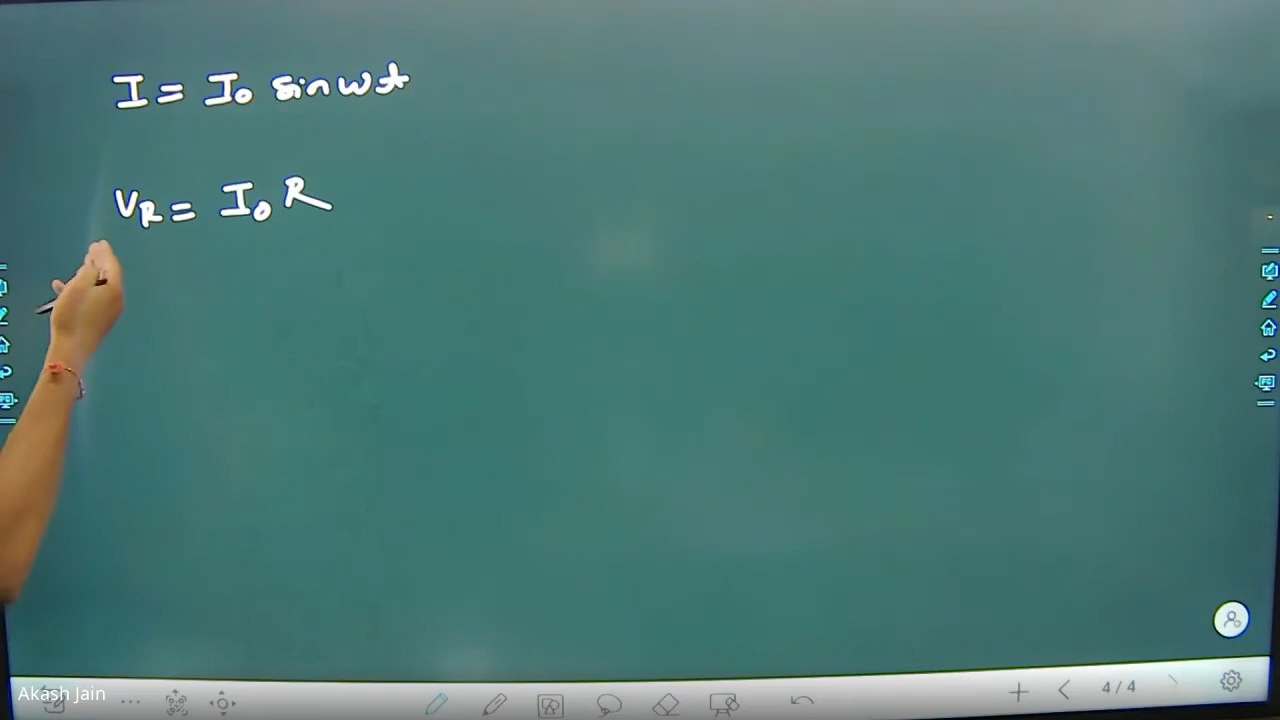 I = I₀ sin ωt
V_R = I₀ R
Akash Jain
4/4